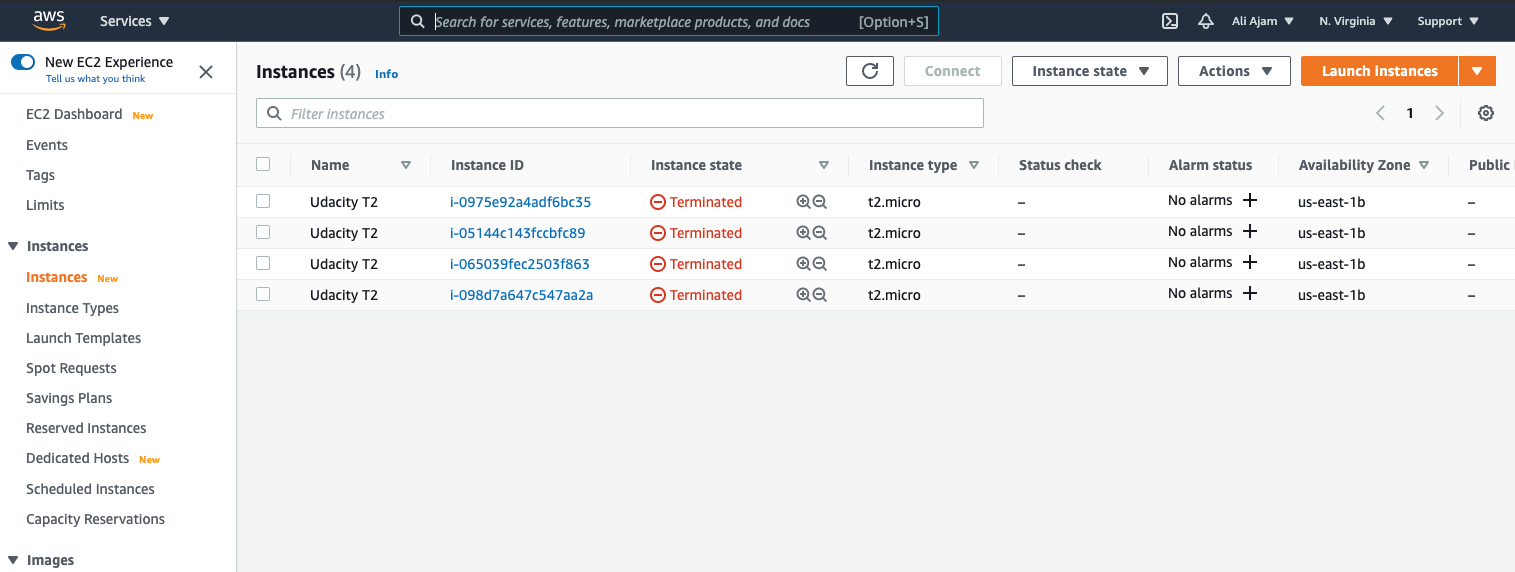 aws Services Search for services, features, marketplace products, and docs [Option+S] Ali Ajam N. Virginia Support
New EC2 Experience
Tell us what you think
EC2 Dashboard New
Events
Tags
Limits
Instances
Instances New
Instance Types
Launch Templates
Spot Requests
Savings Plans
Reserved Instances
Dedicated Hosts New
Scheduled Instances
Capacity Reservations
Images
Instances (4) Info Connect Instance state Actions Launch instances
Filter instances 1
Name Instance ID Instance state Instance type Status check Alarm status Availability Zone Public
Udacity T2 i-0975e92a4adf6bc35 Terminated t2.micro – No alarms + us-east-1b –
Udacity T2 i-05144c143fccbfc89 Terminated t2.micro – No alarms + us-east-1b –
Udacity T2 i-065039fec2503f863 Terminated t2.micro – No alarms + us-east-1b –
Udacity T2 i-098d7a647c547aa2a Terminated t2.micro – No alarms + us-east-1b –